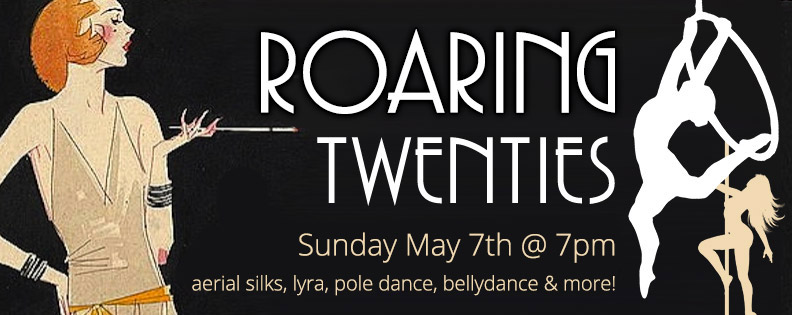 ROARING
TWENTIES
Sunday May 7th @ 7pm
aerial silks, lyra, pole dance, bellydance & more!